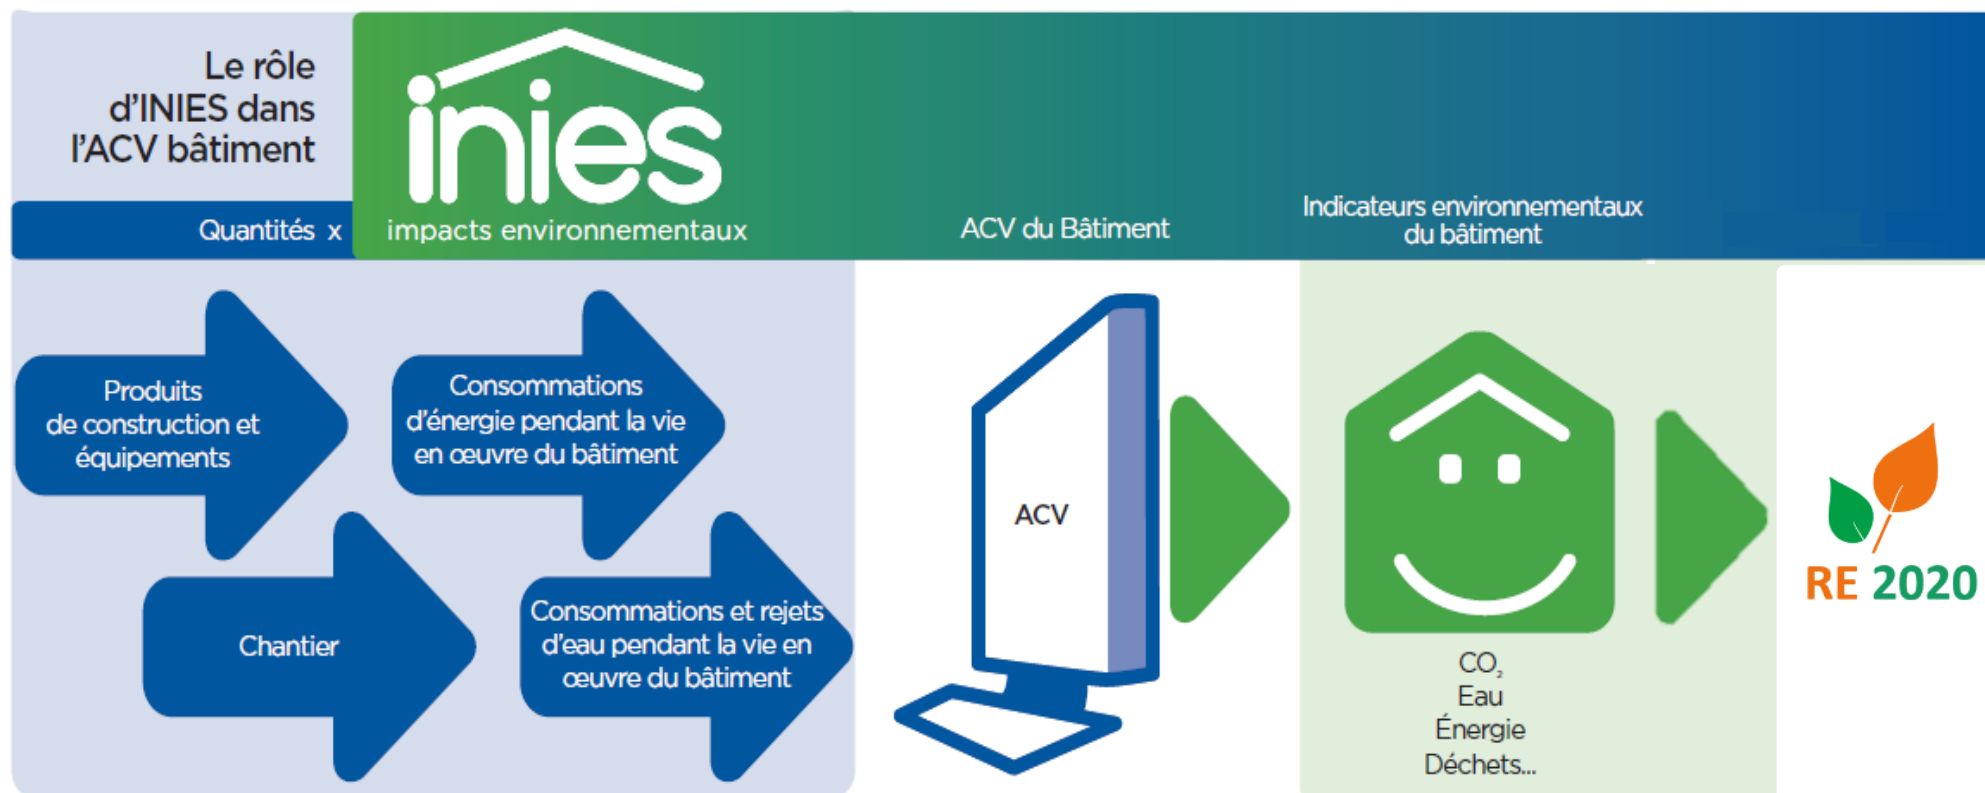 Le rôle
d'INIES dans
l'ACV bâtiment
inies
Quantités x
impacts environnementaux
ACV du Bâtiment
Indicateurs environnementaux
du bâtiment
Produits
de construction et
équipements
Consommations
d'énergie pendant la vie
en œuvre du bâtiment
Chantier
Consommations et rejets
d'eau pendant la vie en
œuvre du bâtiment
ACV
CO₂
Eau
Énergie
Déchets...
RE 2020